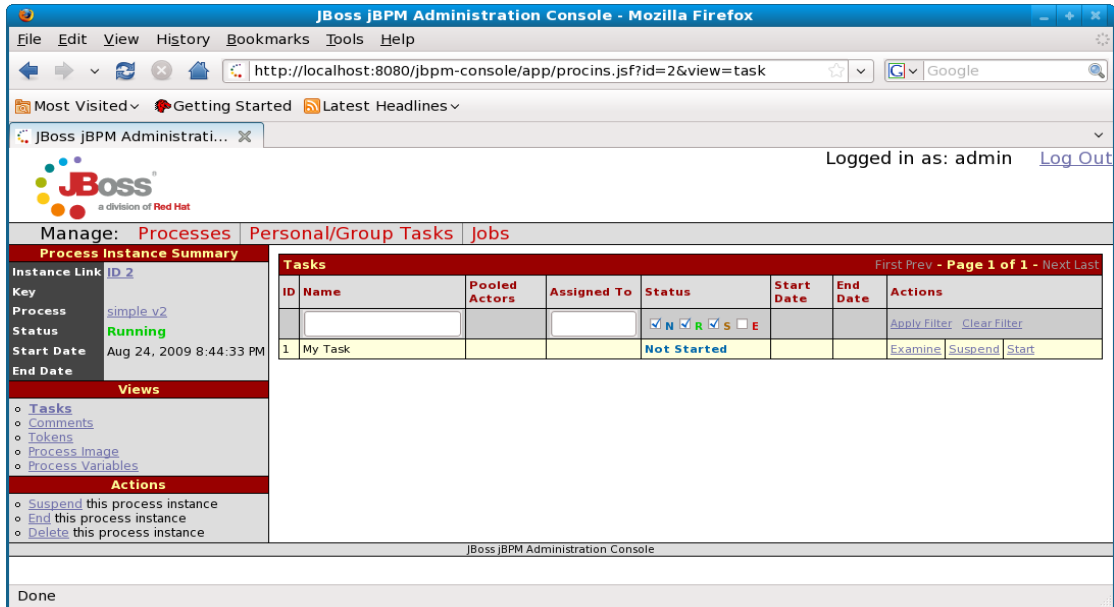 JBoss jBPM Administration Console - Mozilla Firefox
File Edit View History Bookmarks Tools Help
http://localhost:8080/jbpm-console/app/procins.jsf?id=2&view=task G Google
Most Visited Getting Started Latest Headlines
JBoss jBPM Administrati...
Logged in as: admin Log Out
JBoss
a division of Red Hat
Manage: Processes Personal/Group Tasks Jobs
Process Instance Summary
Instance Link ID 2
Key
Process simple v2
Status Running
Start Date Aug 24, 2009 8:44:33 PM
End Date
Views
Tasks
Comments
Tokens
Process Image
Process Variables
Actions
Suspend this process instance
End this process instance
Delete this process instance
Tasks First Prev - Page 1 of 1 - Next Last
ID Name Pooled Actors Assigned To Status Start Date End Date Actions
N R S E Apply Filter Clear Filter
1 My Task Not Started Examine Suspend Start
JBoss jBPM Administration Console
Done